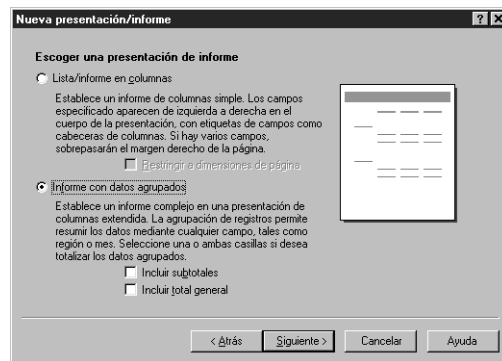 Nueva presentación/informe
Escoger una presentación de informe
Lista/informe en columnas
Establece un informe de columnas simple. Los campos
especificado aparecen de izquierda a derecha en el
cuerpo de la presentación, con etiquetas de campos como
cabeceras de columnas. Si hay varios campos,
sobrepasarán el margen derecho de la página.
Restringir a dimensiones de página
Informe con datos agrupados
Establece un informe complejo en una presentación de
columnas extendida. La agrupación de registros permite
resumir los datos mediante cualquier campo, tales como
región o mes. Seleccione una o ambas casillas si desea
totalizar los datos agrupados.
Incluir subtotales
Incluir total general
< Atrás Siguiente > Cancelar Ayuda